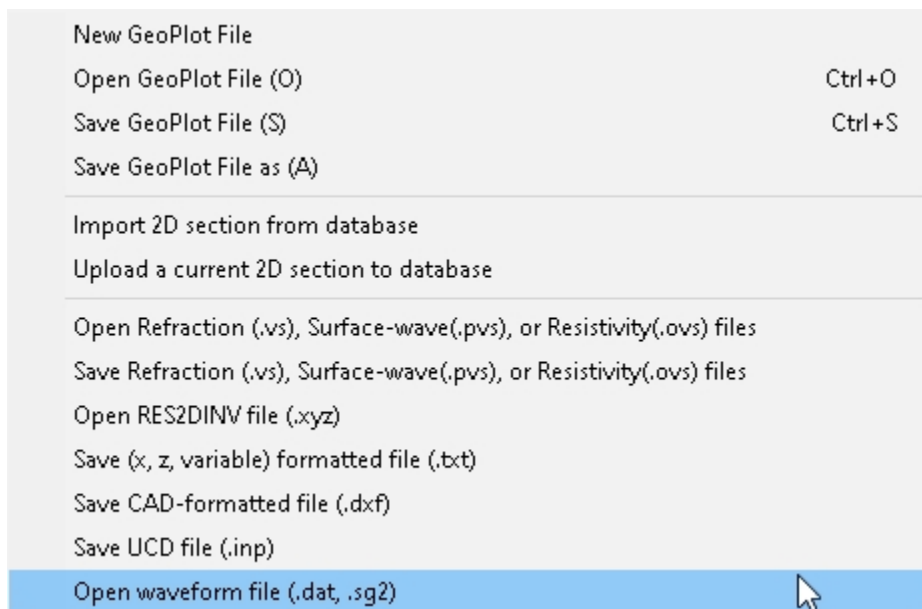 New GeoPlot File
Open GeoPlot File (O) Ctrl+O
Save GeoPlot File (S) Ctrl+S
Save GeoPlot File as (A)
Import 2D section from database
Upload a current 2D section to database
Open Refraction (.vs), Surface-wave(.pvs), or Resistivity(.ovs) files
Save Refraction (.vs), Surface-wave(.pvs), or Resistivity(.ovs) files
Open RES2DINV file (.xyz)
Save (x, z, variable) formatted file (.txt)
Save CAD-formatted file (.dxf)
Save UCD file (.inp)
Open waveform file (.dat, .sg2)